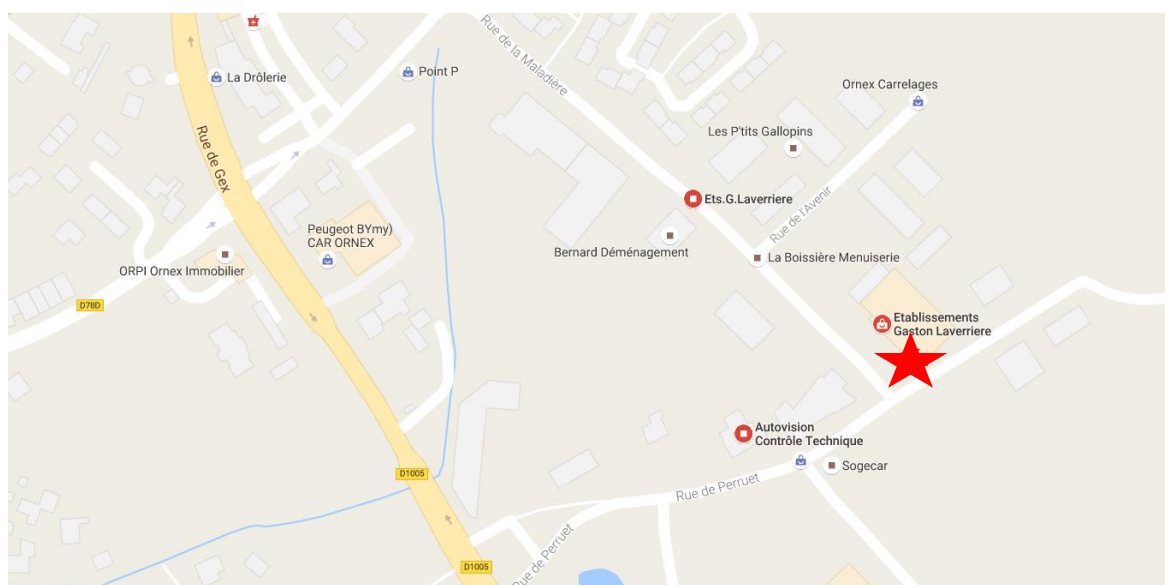 Rue de la Maladière
La Drôlerie
Point P
Ornex Carrelages
Rue de Gex
Les P'tits Gallopins
Ets.G.Laverriere
Rue de l'Avenir
Peugeot BYmy)
CAR ORNEX
Bernard Déménagement
La Boissière Menuiserie
ORPI Ornex Immobilier
D78D
Etablissements
Gaston Laverriere
Autovision
Contrôle Technique
Sogecar
D1005
Rue de Perruet
Rue de Perruet
D1005